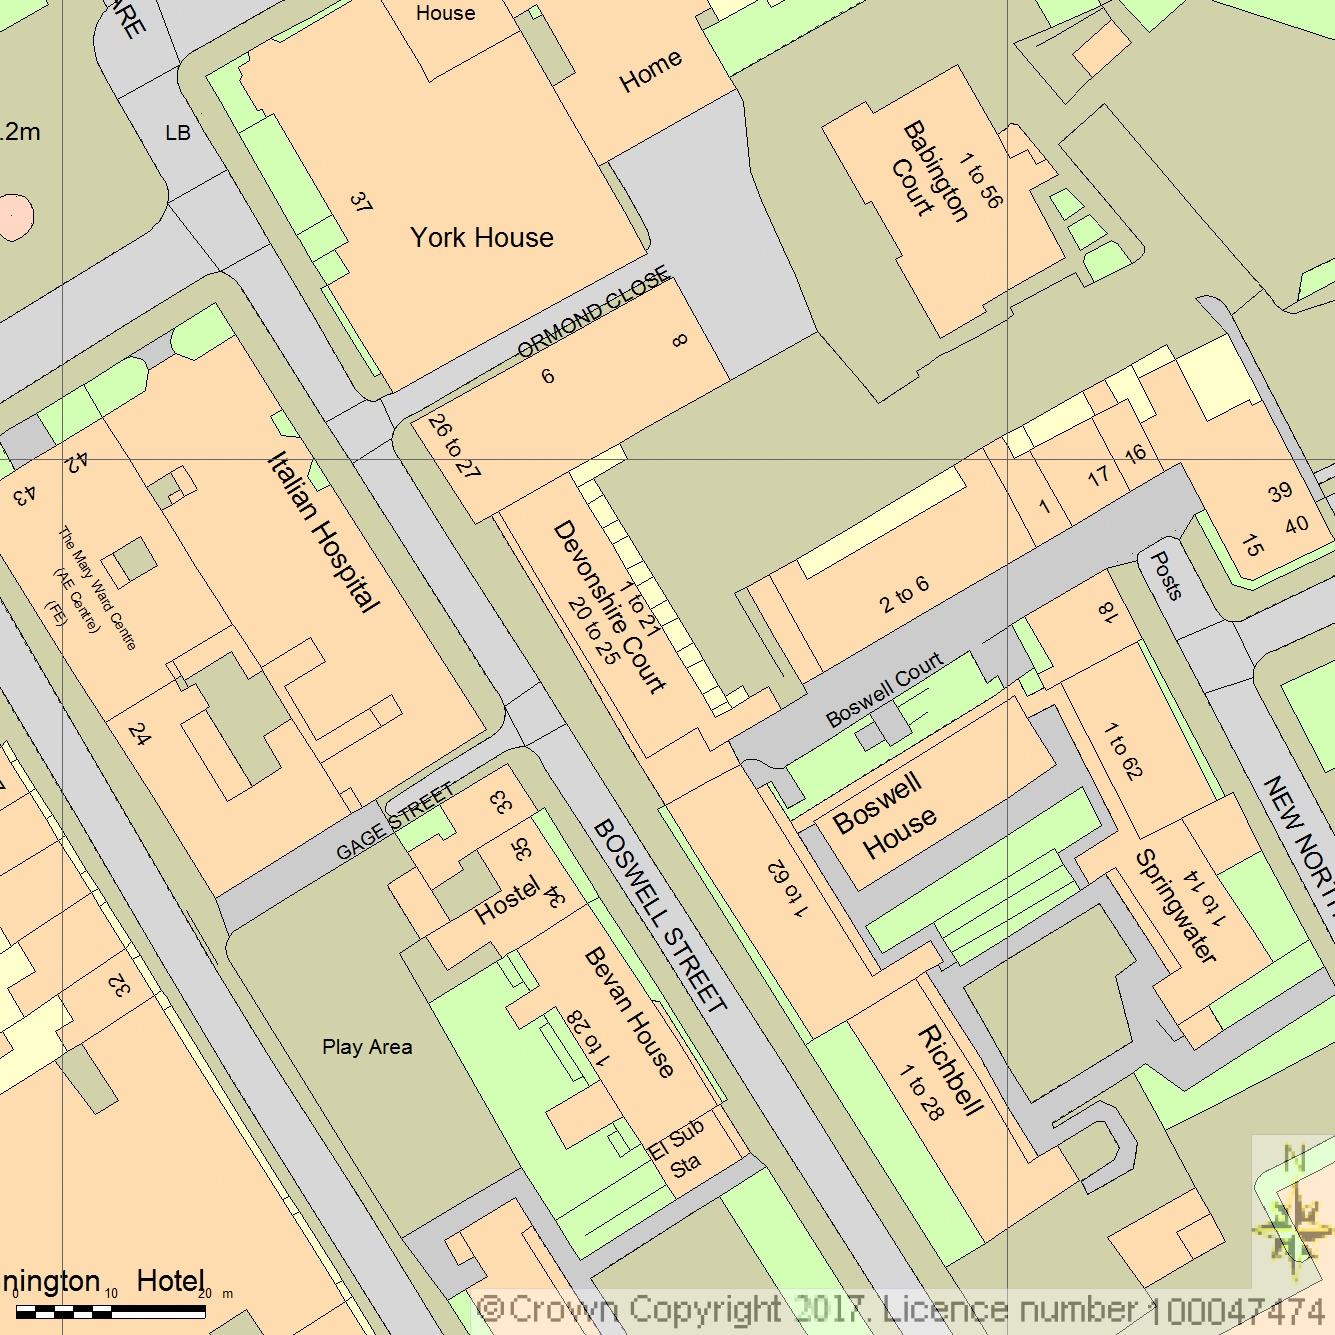 House
Home
LB
.2m
37
York House
Babington
Court
1 to 56
ORMOND CLOSE
8
6
9
26 to 27
42
43
Italian Hospital
The Mary Ward Centre
(AE Centre)
(FE)
24
Devonshire Court
1 to 21
20 to 25
16
17
1
2 to 6
39
40
15
Posts
18
Boswell Court
1 to 62
Boswell
House
GAGE STREET
33
35
34
Hostel
BOSWELL STREET
1 to 62
Springwater
1 to 14
NEW NORTH
32
Bevan House
1 to 28
Play Area
Richbell
1 to 28
El Sub
Sta
N
nington Hotel
0 10 20 m
©Crown Copyright 2017. Licence number 100047474